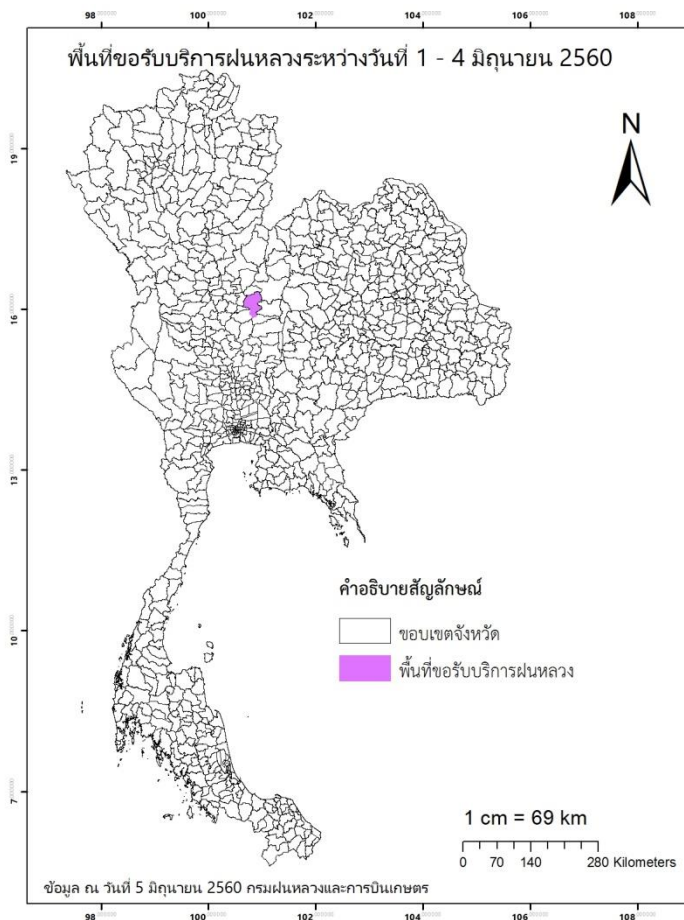 98 100 102 104 106 108
พื้นที่ขอรับบริการฝนหลวงระหว่างวันที่ 1 - 4 มิถุนายน 2560
N
19
16
13
10
7
คำอธิบายสัญลักษณ์
ขอบเขตจังหวัด
พื้นที่ขอรับบริการฝนหลวง
1 cm = 69 km
0 70 140 280 Kilometers
ข้อมูล ณ วันที่ 5 มิถุนายน 2560 กรมฝนหลวงและการบินเกษตร
98 100 102 104 106 108